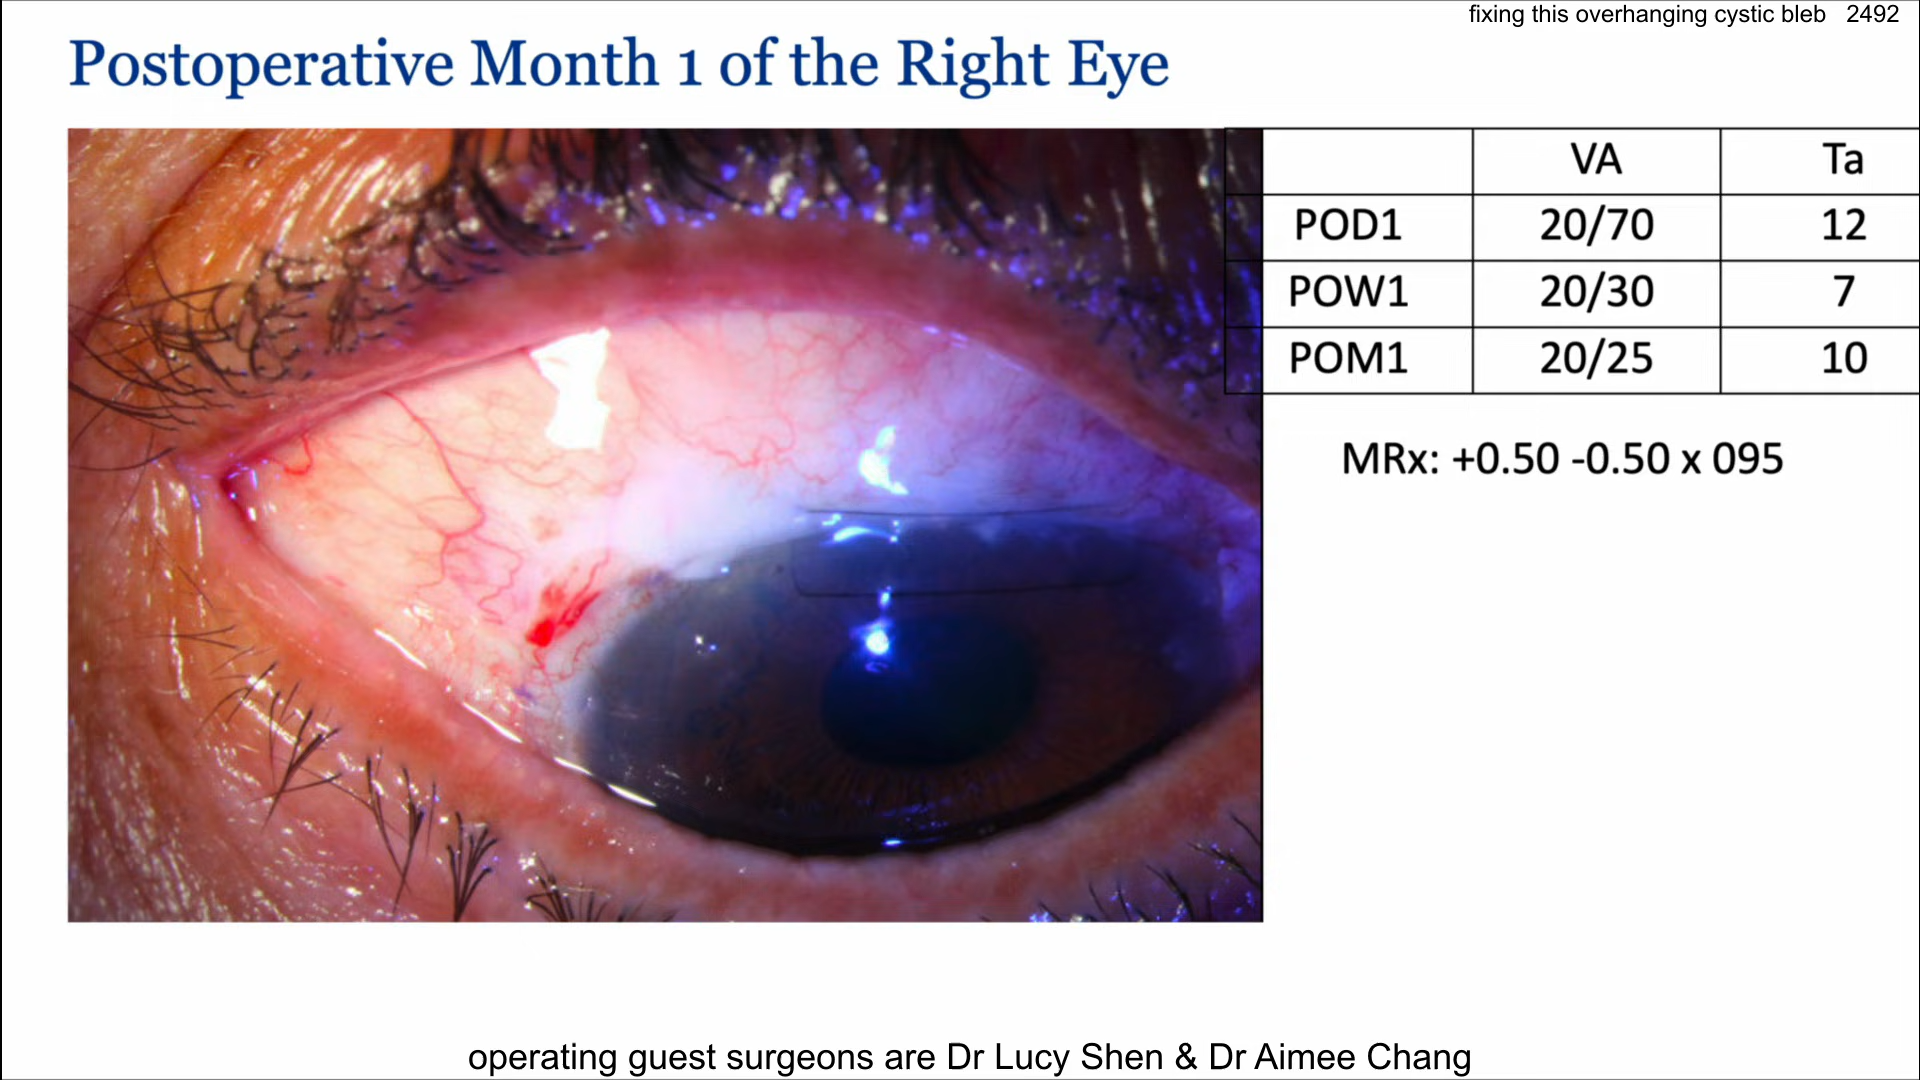 fixing this overhanging cystic bleb 2492
Postoperative Month 1 of the Right Eye
VA Ta
POD1 20/70 12
POW1 20/30 7
POM1 20/25 10
MRx: +0.50 -0.50 x 095
operating guest surgeons are Dr Lucy Shen & Dr Aimee Chang